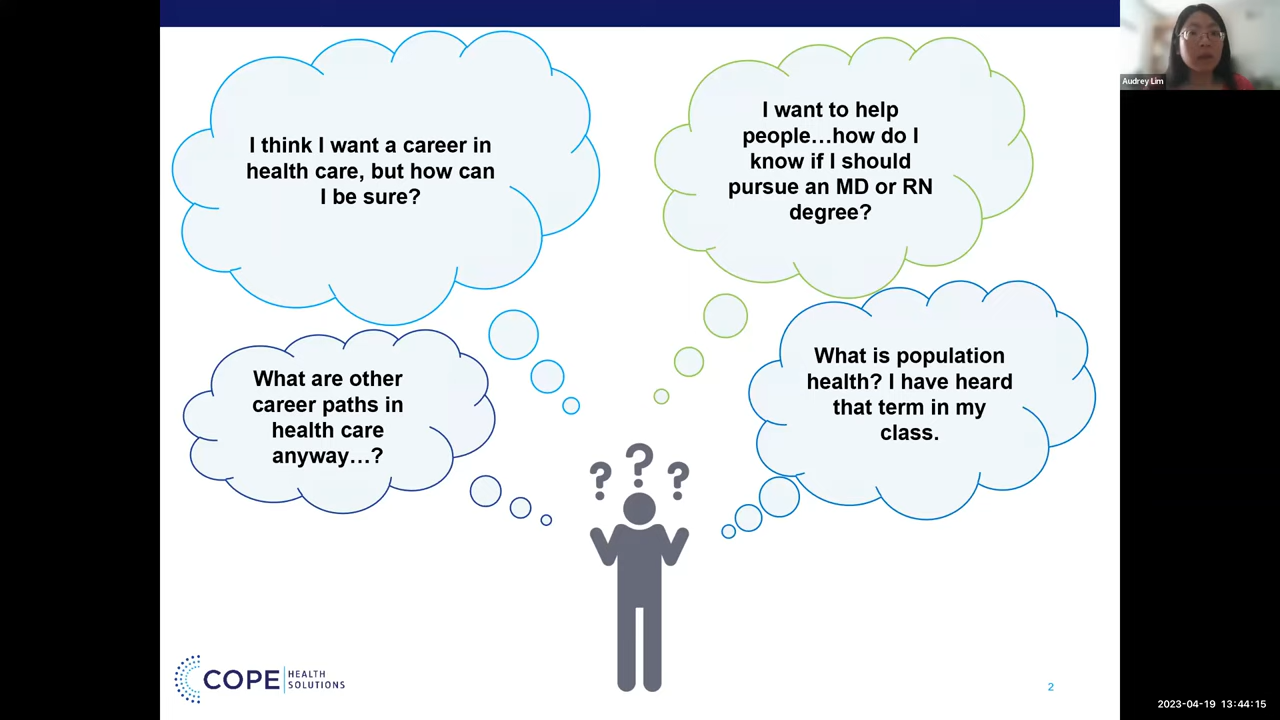 Audrey Lim
I think I want a career in
health care, but how can
I be sure?
I want to help
people…how do I
know if I should
pursue an MD or RN
degree?
What are other
career paths in
health care
anyway…?
What is population
health? I have heard
that term in my
class.
? ? ?
COPE HEALTH
SOLUTIONS
2
2023-04-19 13:44:15